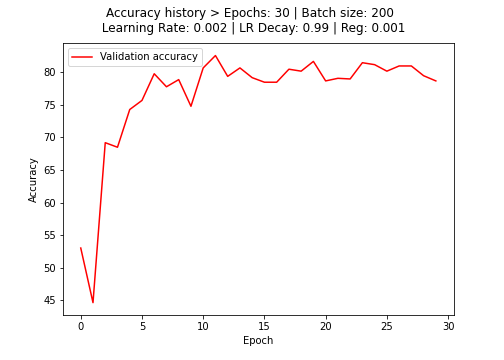 Accuracy history > Epochs: 30 | Batch size: 200
Learning Rate: 0.002 | LR Decay: 0.99 | Reg: 0.001
Validation accuracy
80
75
70
65
60
55
50
45
Accuracy
0 5 10 15 20 25 30
Epoch